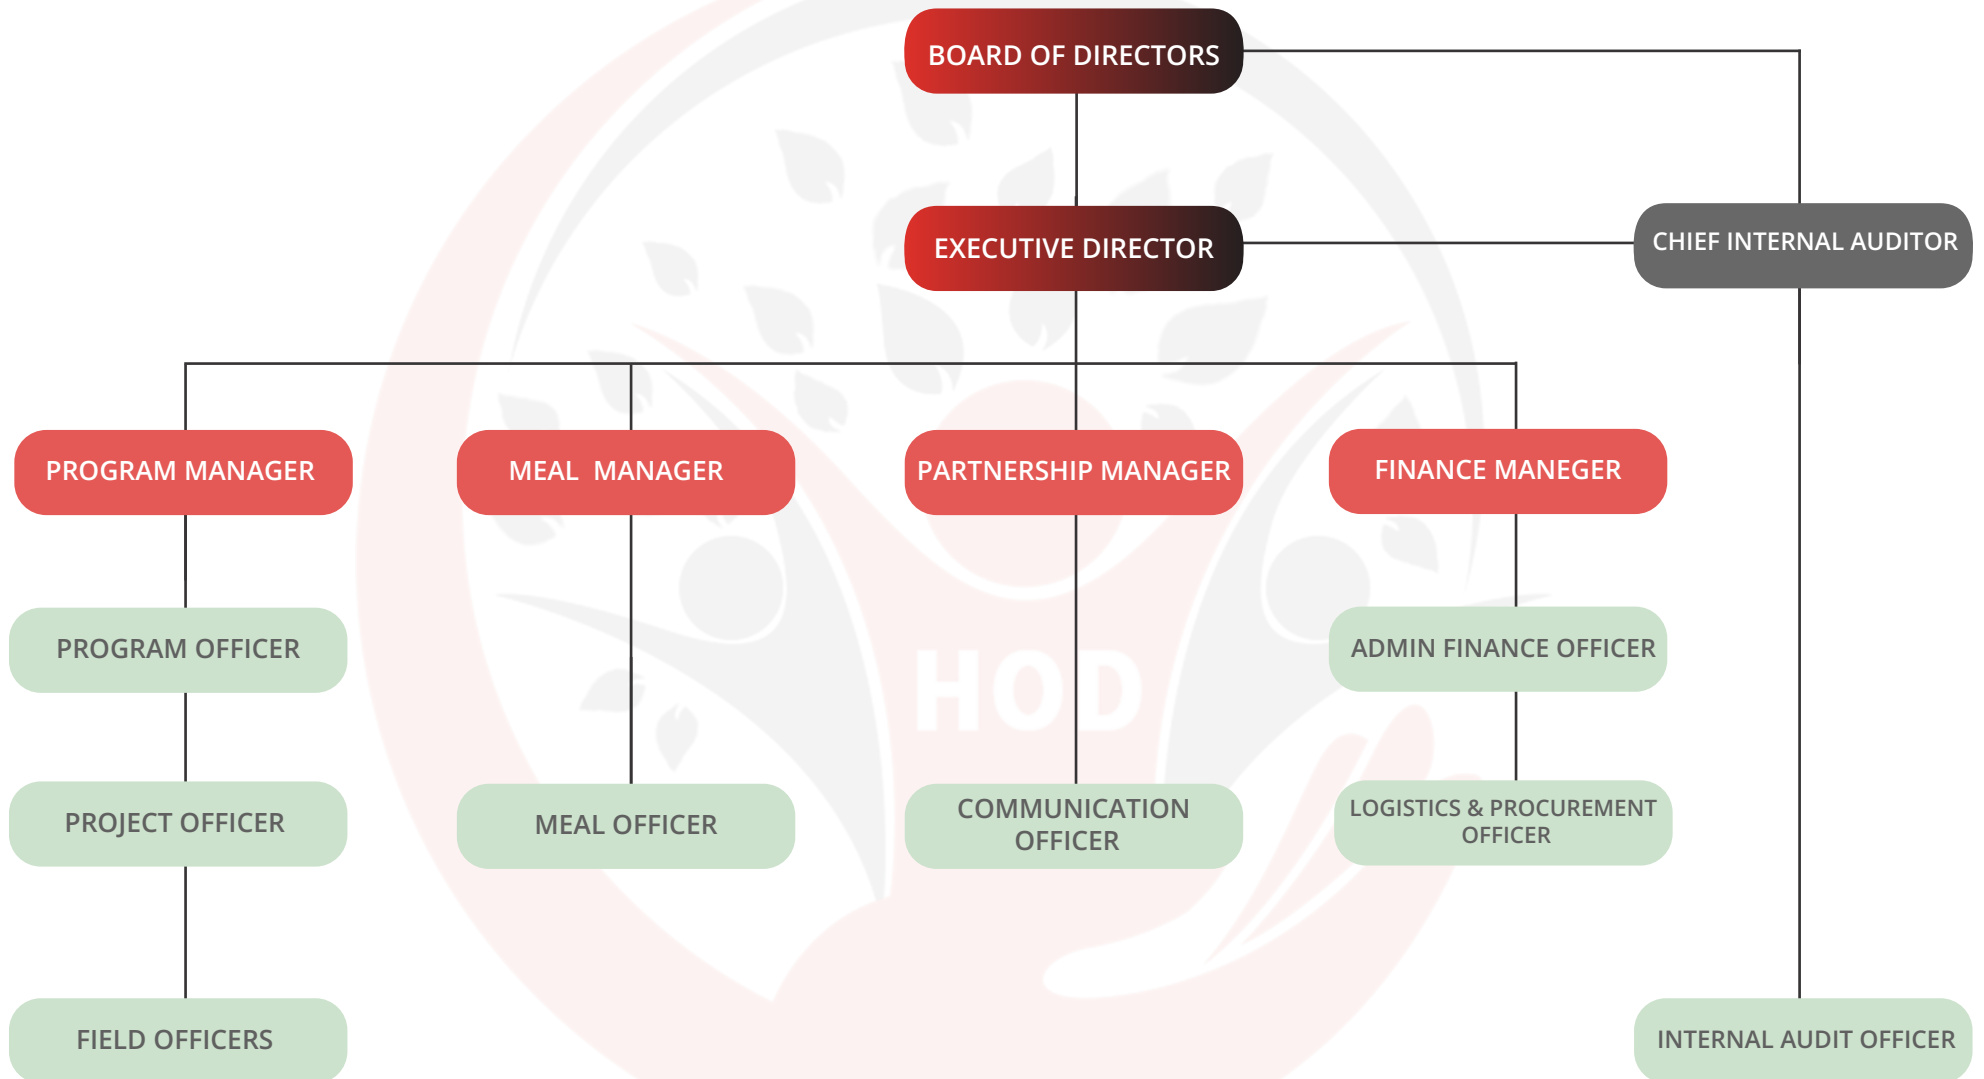 BOARD OF DIRECTORS
EXECUTIVE DIRECTOR
CHIEF INTERNAL AUDITOR
PROGRAM MANAGER
MEAL  MANAGER
PARTNERSHIP MANAGER
FINANCE MANEGER
PROGRAM OFFICER
ADMIN FINANCE OFFICER
HOD
PROJECT OFFICER
MEAL OFFICER
COMMUNICATION
OFFICER
LOGISTICS & PROCUREMENT
OFFICER
FIELD OFFICERS
INTERNAL AUDIT OFFICER